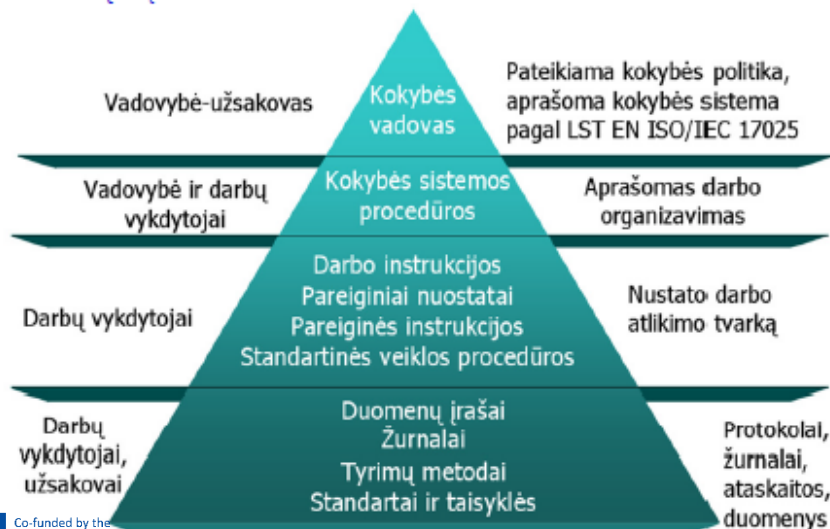 Vadovybė-užsakovas
Kokybės
vadovas
Pateikiama kokybės politika,
aprašoma kokybės sistema
pagal LST EN ISO/IEC 17025
Vadovybė ir darbų
vykdytojai
Kokybės sistemos
procedūros
Aprašomas darbo
organizavimas
Darbų vykdytojai
Darbo instrukcijos
Pareiginiai nuostatai
Pareiginės instrukcijos
Standartinės veiklos procedūros
Nustato darbo
atlikimo tvarką
Darbų
vykdytojai,
užsakovai
Duomenų įrašai
Žurnalai
Tyrimų metodai
Standartai ir taisyklės
Protokolai,
žurnalai,
ataskaitos,
duomenys
Co-funded by the